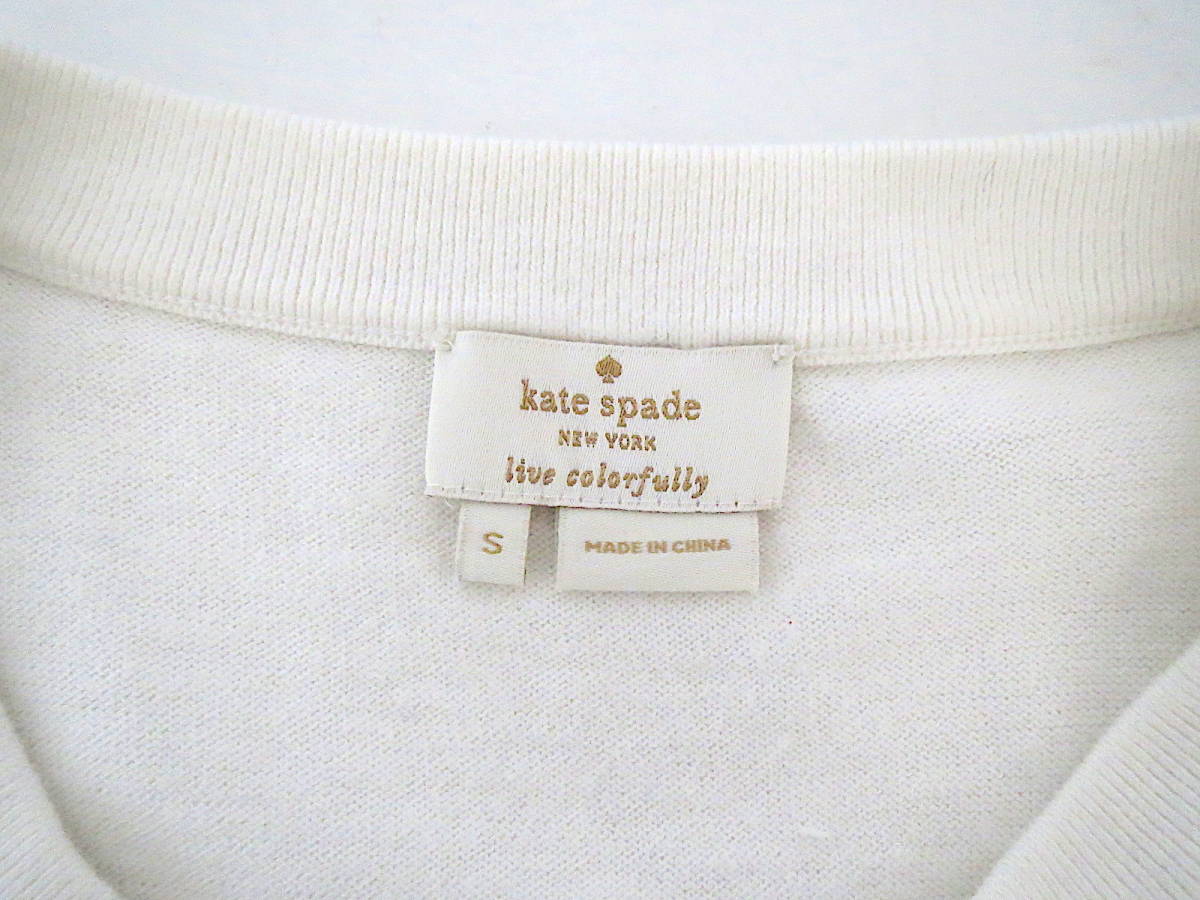 kate spade
NEW YORK
live colorfully
S
MADE IN CHINA